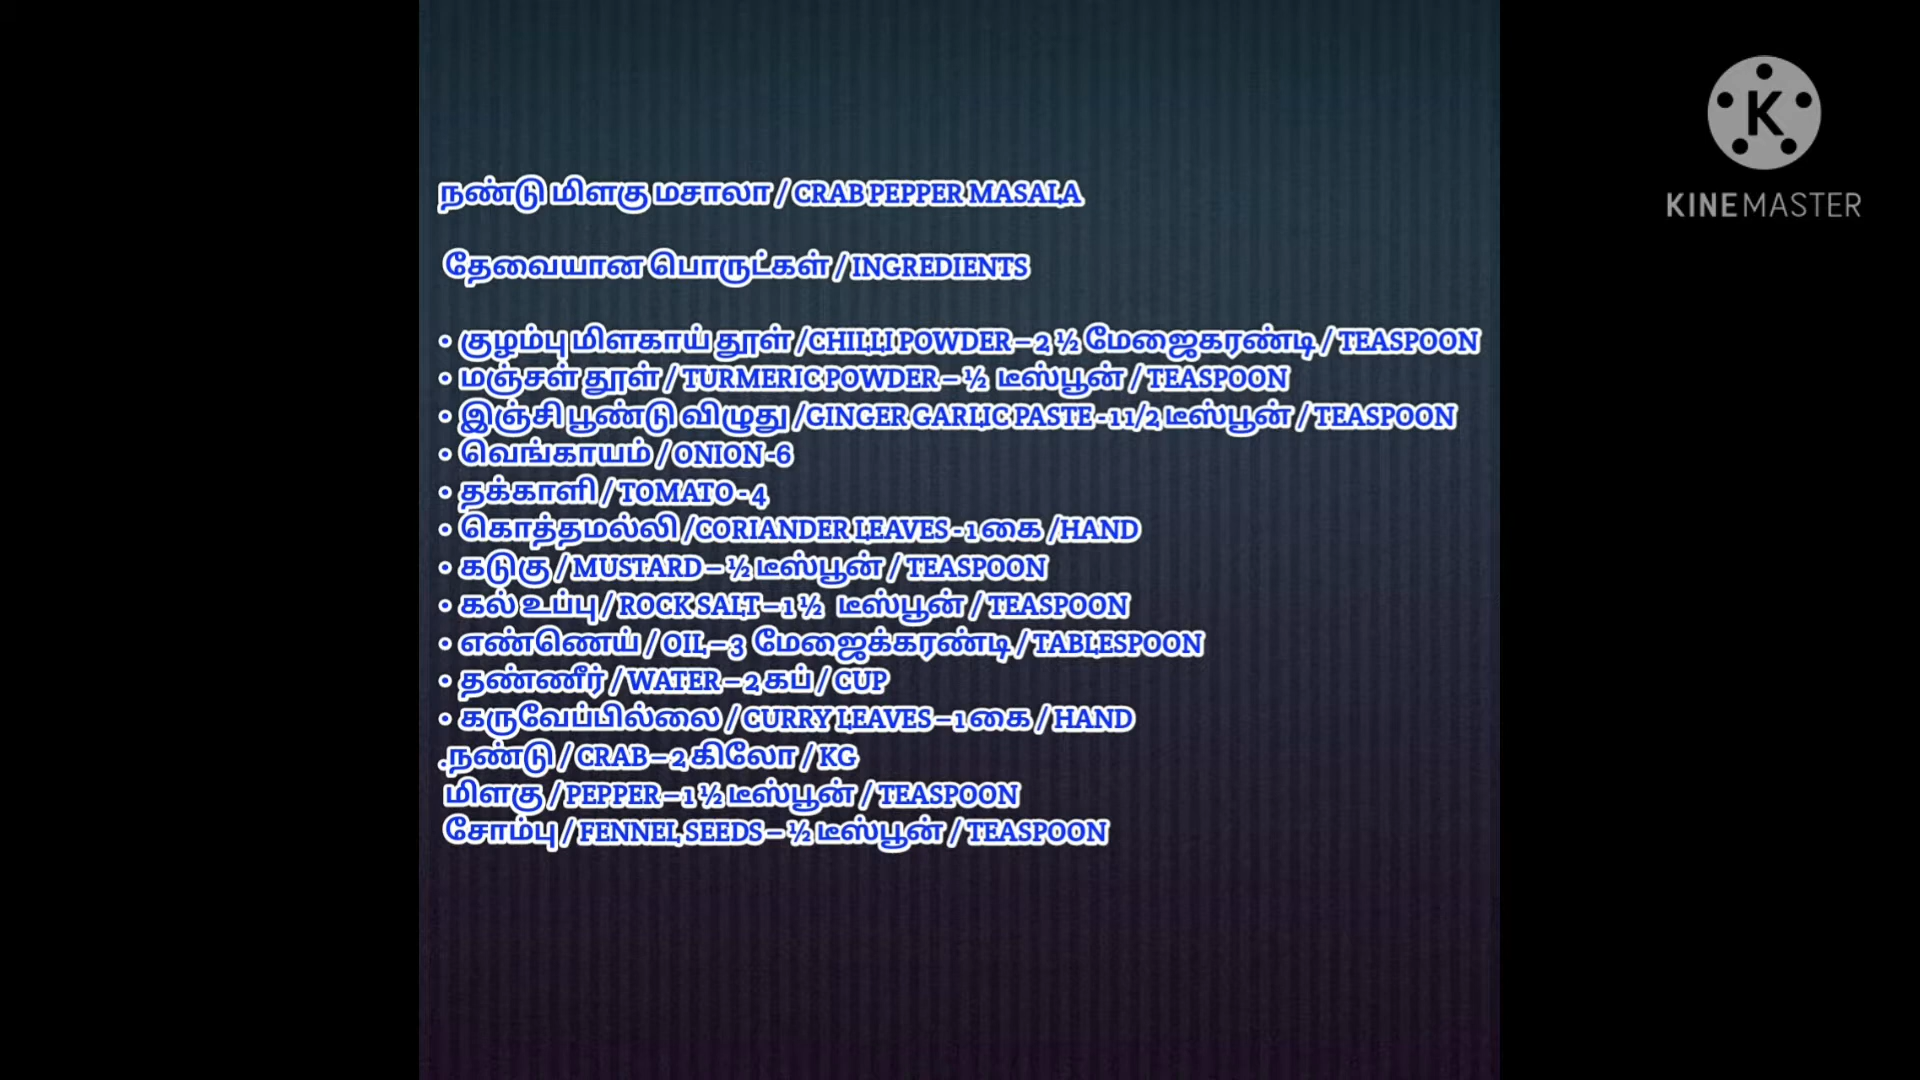 நண்டு மிளகு மசாலா / CRAB PEPPER MASALA
தேவையான பொருட்கள் / INGREDIENTS
• குழம்பு மிளகாய் தூள் /CHILLI POWDER – 2 ½ மேஜைகரண்டி / TEASPOON
• மஞ்சள் தூள் / TURMERIC POWDER – ½ டீஸ்பூன் / TEASPOON
• இஞ்சி பூண்டு விழுது /GINGER GARLIC PASTE -1 1/2 டீஸ்பூன் / TEASPOON
• வெங்காயம் / ONION -6
• தக்காளி / TOMATO - 4
• கொத்தமல்லி /CORIANDER LEAVES - 1 கை /HAND
• கடுகு / MUSTARD – ½ டீஸ்பூன் / TEASPOON
• கல் உப்பு / ROCK SALT – 1 ½ டீஸ்பூன் / TEASPOON
• எண்ணெய் / OIL – 3 மேஜைக்கரண்டி / TABLESPOON
• தண்ணீர் / WATER – 2 கப் / CUP
• கருவேப்பில்லை / CURRY LEAVES – 1 கை / HAND
.நண்டு / CRAB – 2 கிலோ / KG
மிளகு / PEPPER – 1 ½ டீஸ்பூன் / TEASPOON
சோம்பு / FENNEL SEEDS – ½ டீஸ்பூன் / TEASPOON
K
KINEMASTER